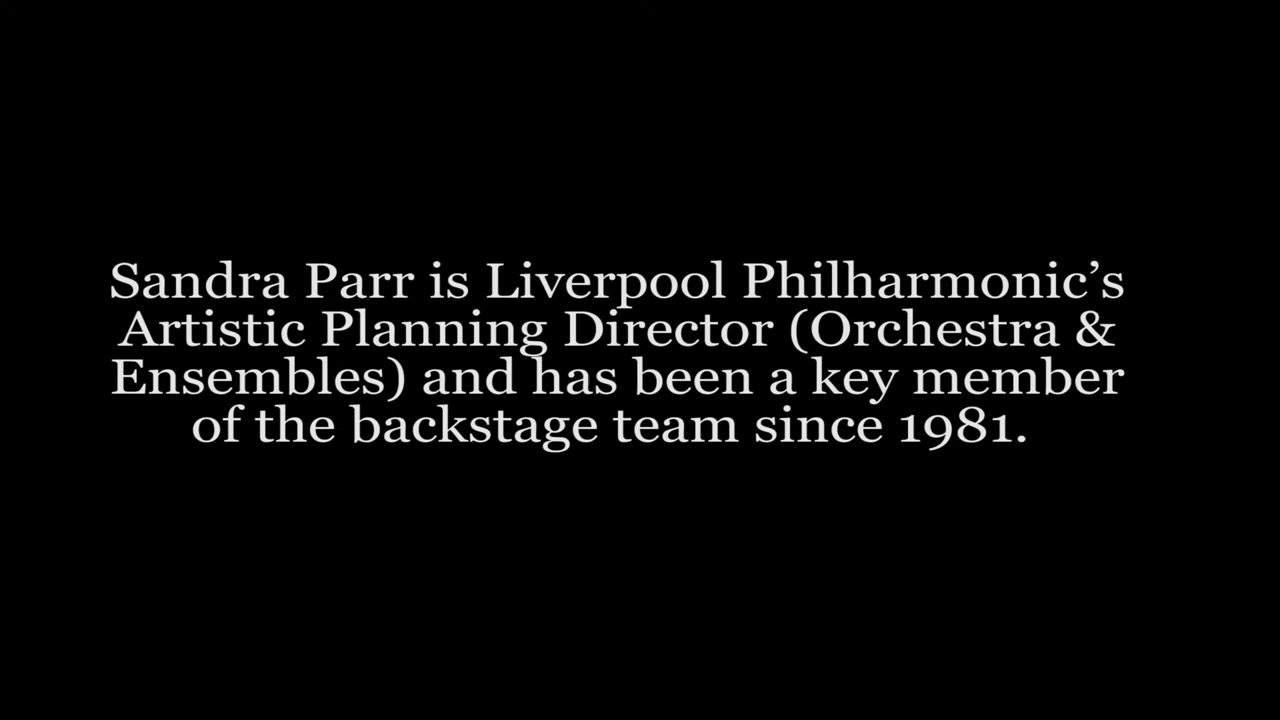 Sandra Parr is Liverpool Philharmonic’s
Artistic Planning Director (Orchestra &
Ensembles) and has been a key member
of the backstage team since 1981.